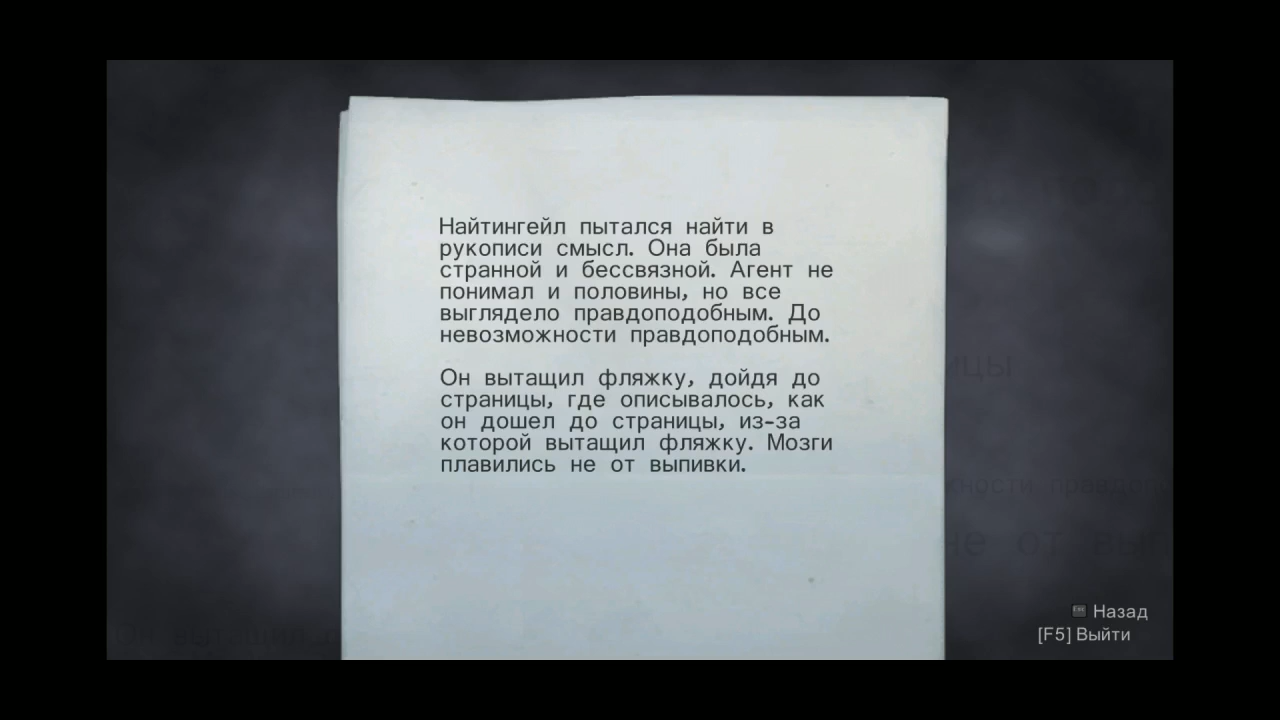 Найтингейл пытался найти в
рукописи смысл. Она была
странной и бессвязной. Агент не
понимал и половины, но все
выглядело правдоподобным. До
невозможности правдоподобным.
Он вытащил фляжку, дойдя до
страницы, где описывалось, как
он дошел до страницы, из-за
которой вытащил фляжку. Мозги
плавились не от выпивки.
Назад
[F5] Выйти